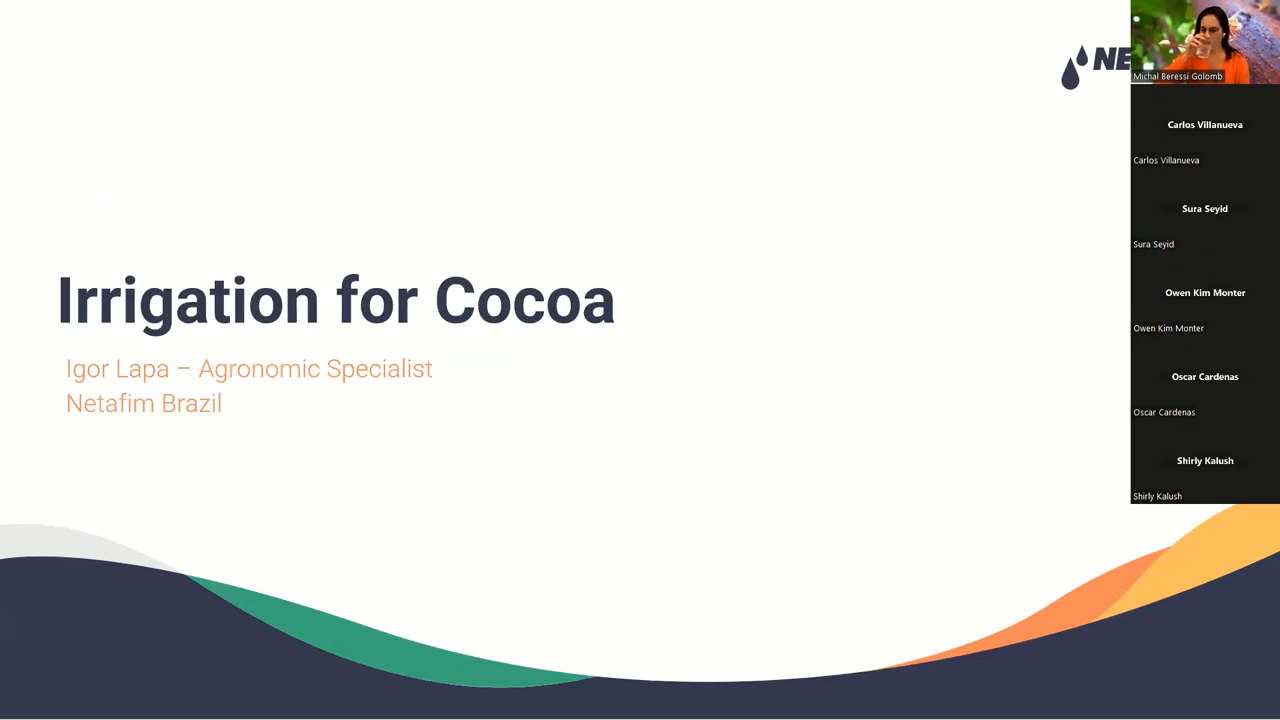 NE
Irrigation for Cocoa
Igor Lapa – Agronomic Specialist
Netafim Brazil
Michal Beressi Golomb
Carlos Villanueva
Carlos Villanueva
Sura Seyid
Sura Seyid
Owen Kim Monter
Owen Kim Monter
Oscar Cardenas
Oscar Cardenas
Shirly Kalush
Shirly Kalush